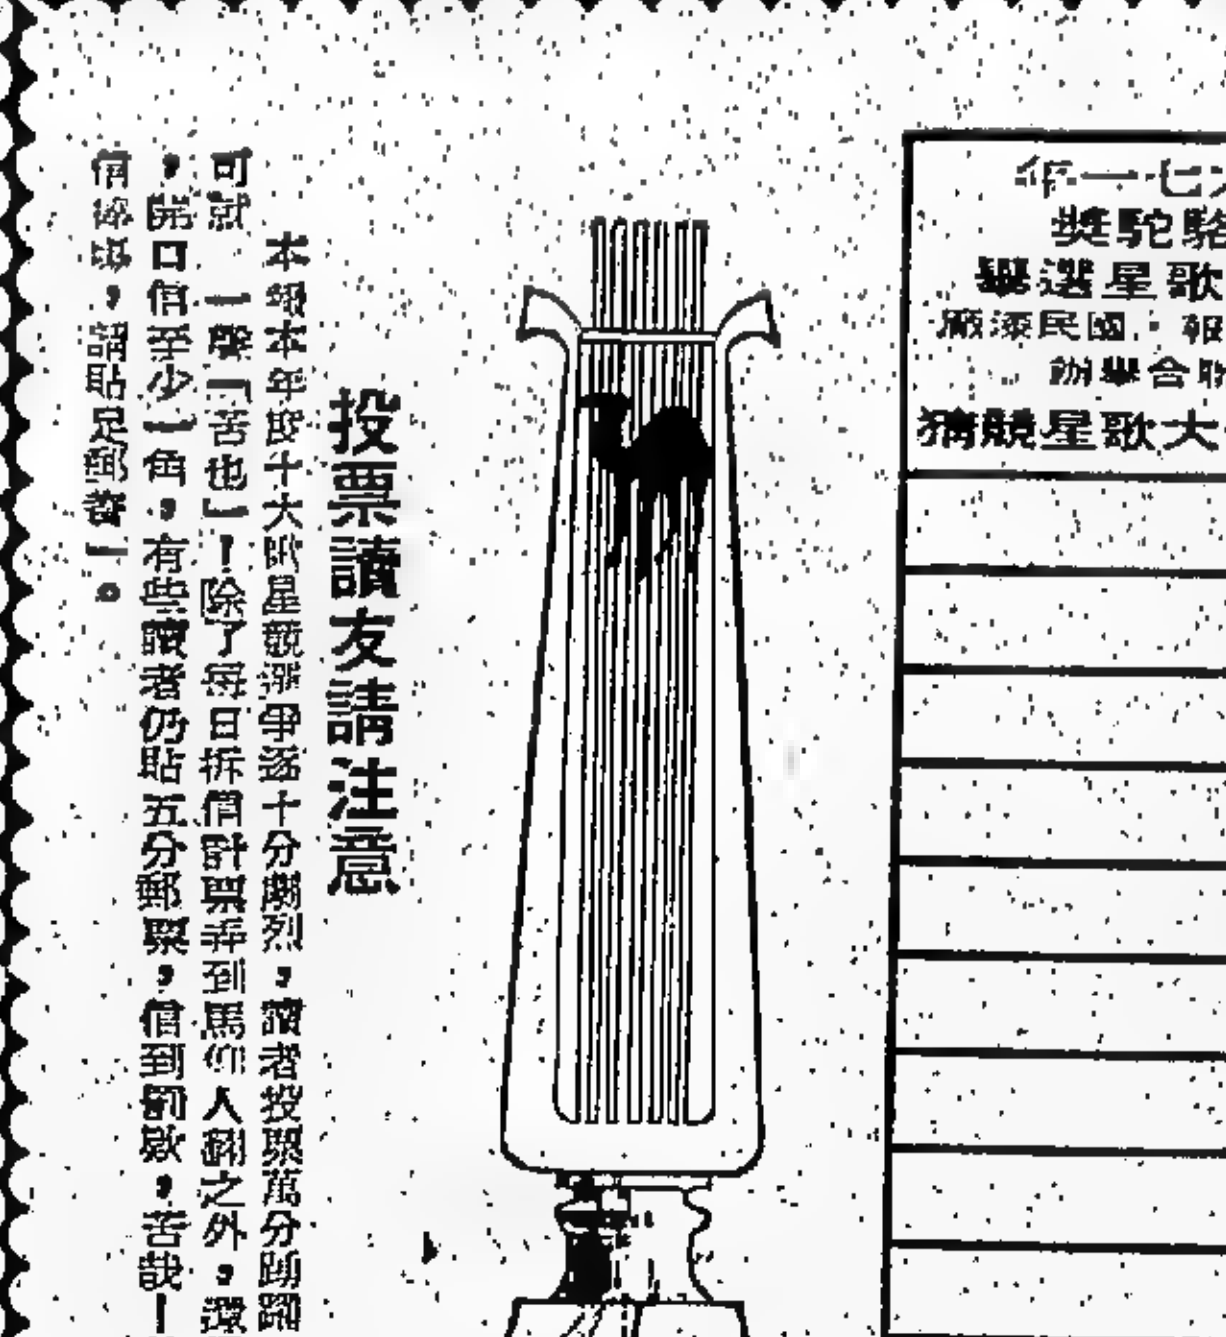 一九七一年
駱駝獎
歌星選舉
報·國民漆廠
聯合舉辦
大歌星競猜
投票讀友請注意
本報本年度十大歌星競選爭逐十分劇烈，讀者投票萬分踴躍
可就 一聲「苦也」！除了每日拆信計票弄到馬仰人翻之外，還
，開口信至少一角，有些讀者仍貼五分郵票，信到罰款，苦哉！
，請貼足郵資」。